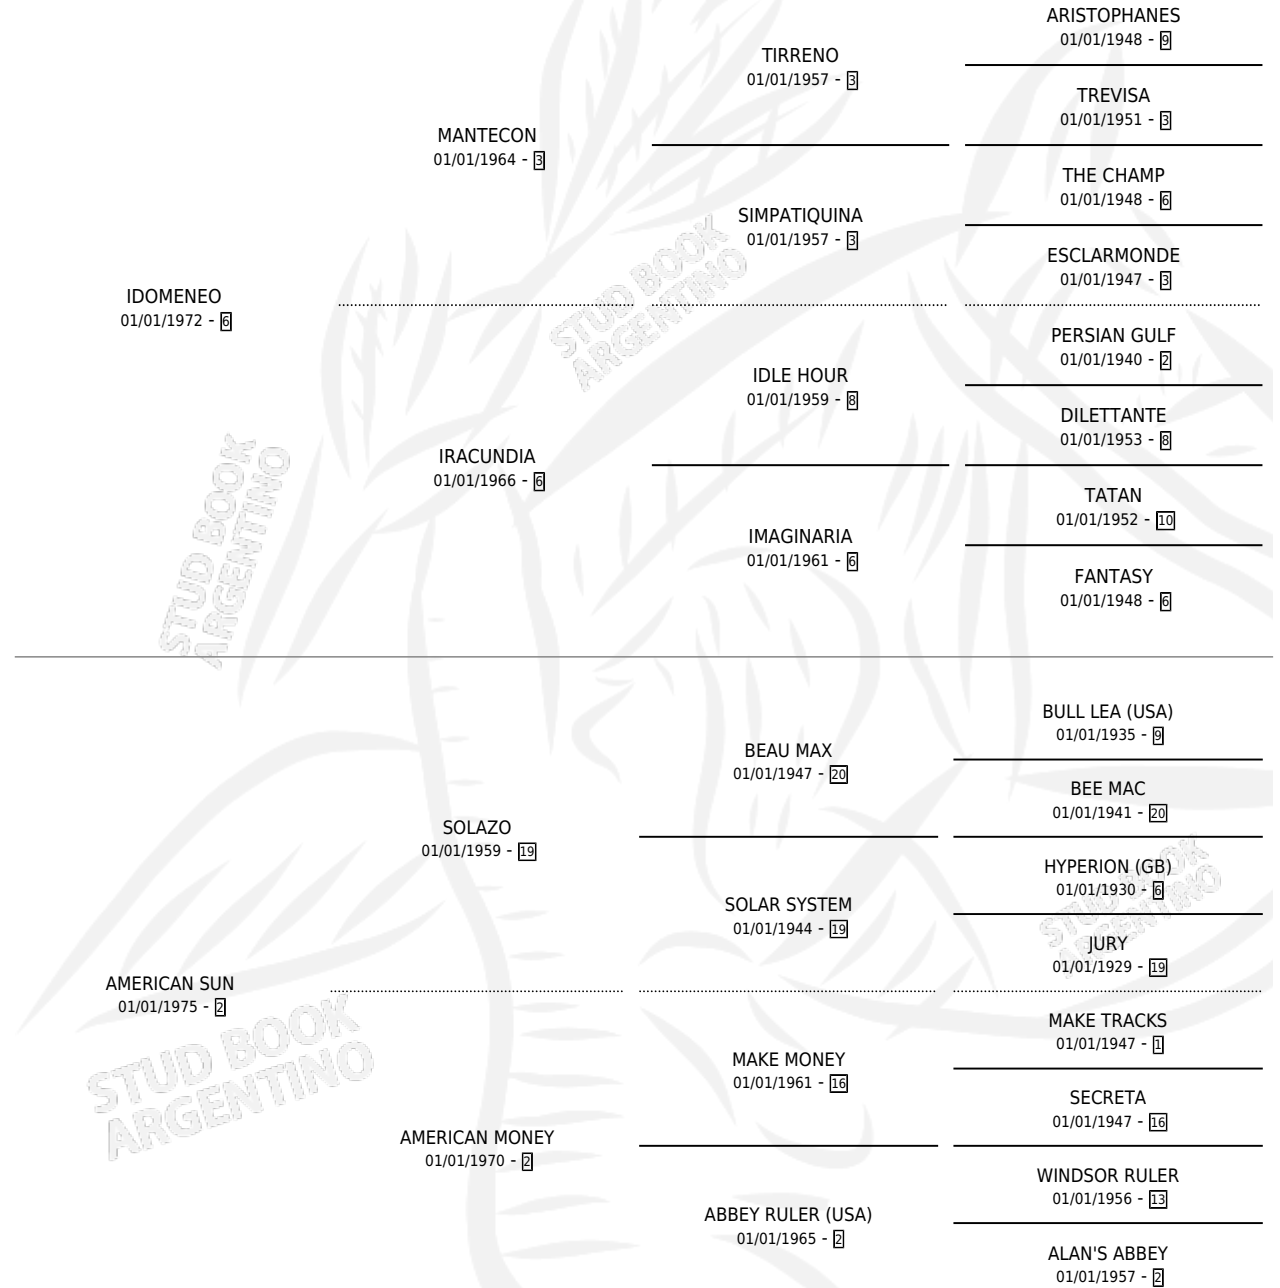 ARISTOPHANES
01/01/1948 - 9
TIRRENO
01/01/1957 - 3
TREVISA
01/01/1951 - 3
MANTECON
01/01/1964 - 3
THE CHAMP
01/01/1948 - 6
SIMPATIQUINA
01/01/1957 - 3
ESCLARMONDE
01/01/1947 - 3
IDOMENEO
01/01/1972 - 6
STUD BOOK
ARGENTINO
PERSIAN GULF
01/01/1940 - 2
IDLE HOUR
01/01/1959 - 8
DILETTANTE
01/01/1953 - 8
IRACUNDIA
01/01/1966 - 6
TATAN
01/01/1952 - 10
IMAGINARIA
01/01/1961 - 6
FANTASY
01/01/1948 - 6
STUD BOOK
ARGENTINO
BULL LEA (USA)
01/01/1935 - 9
BEAU MAX
01/01/1947 - 20
BEE MAC
01/01/1941 - 20
SOLAZO
01/01/1959 - 19
HYPERION (GB)
01/01/1930 - 6
SOLAR SYSTEM
01/01/1944 - 19
STUD BOOK
ARGENTINO
JURY
01/01/1929 - 19
AMERICAN SUN
01/01/1975 - 2
MAKE TRACKS
01/01/1947 - 1
MAKE MONEY
01/01/1961 - 16
SECRETA
01/01/1947 - 16
STUD BOOK
ARGENTINO
AMERICAN MONEY
01/01/1970 - 2
WINDSOR RULER
01/01/1956 - 13
ABBEY RULER (USA)
01/01/1965 - 2
ALAN'S ABBEY
01/01/1957 - 2